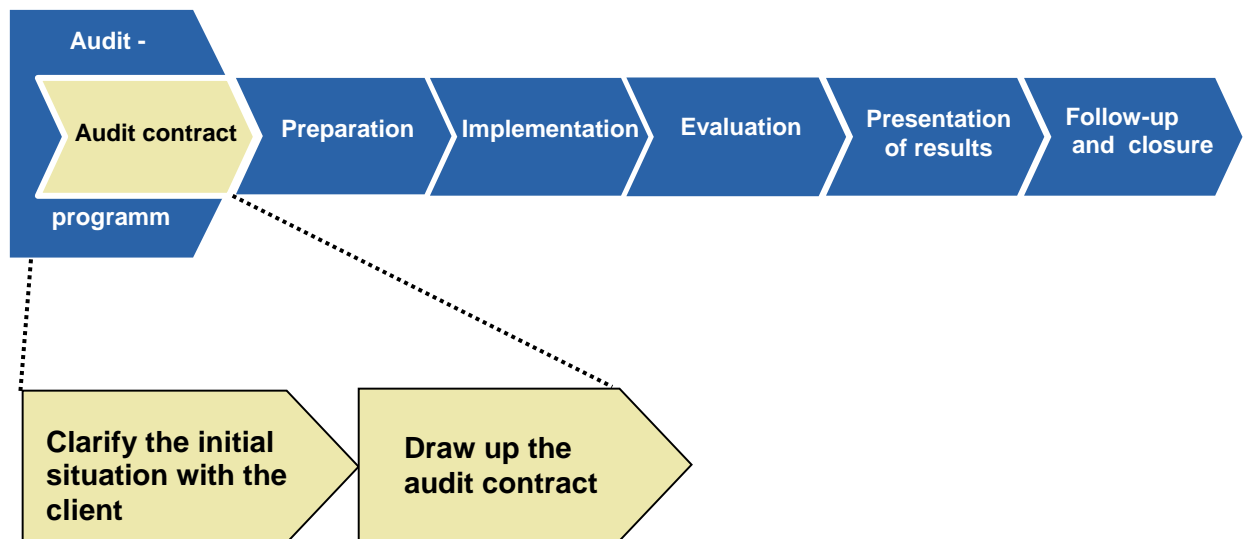 Audit -
Audit contract
programm
Preparation
Implementation
Evaluation
Presentation
of results
Follow-up
and closure
Clarify the initial
situation with the
client
Draw up the
audit contract